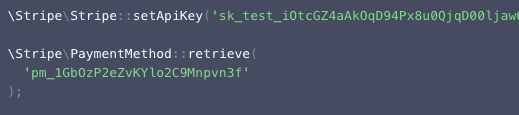 \Stripe\Stripe::setApiKey('sk_test_iOtcGZ4aAkOqD94Px8u0QjqD00ljaw
\Stripe\PaymentMethod::retrieve(
'pm_1GbOzP2eZvKYlo2C9Mnpvn3f'
);